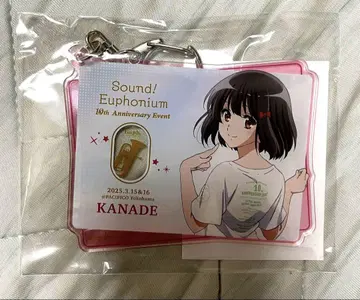 Sound!
Euphonium
10th Anniversary Event
2025.3.15&16
@PACIFICO Yokohama
KANADE